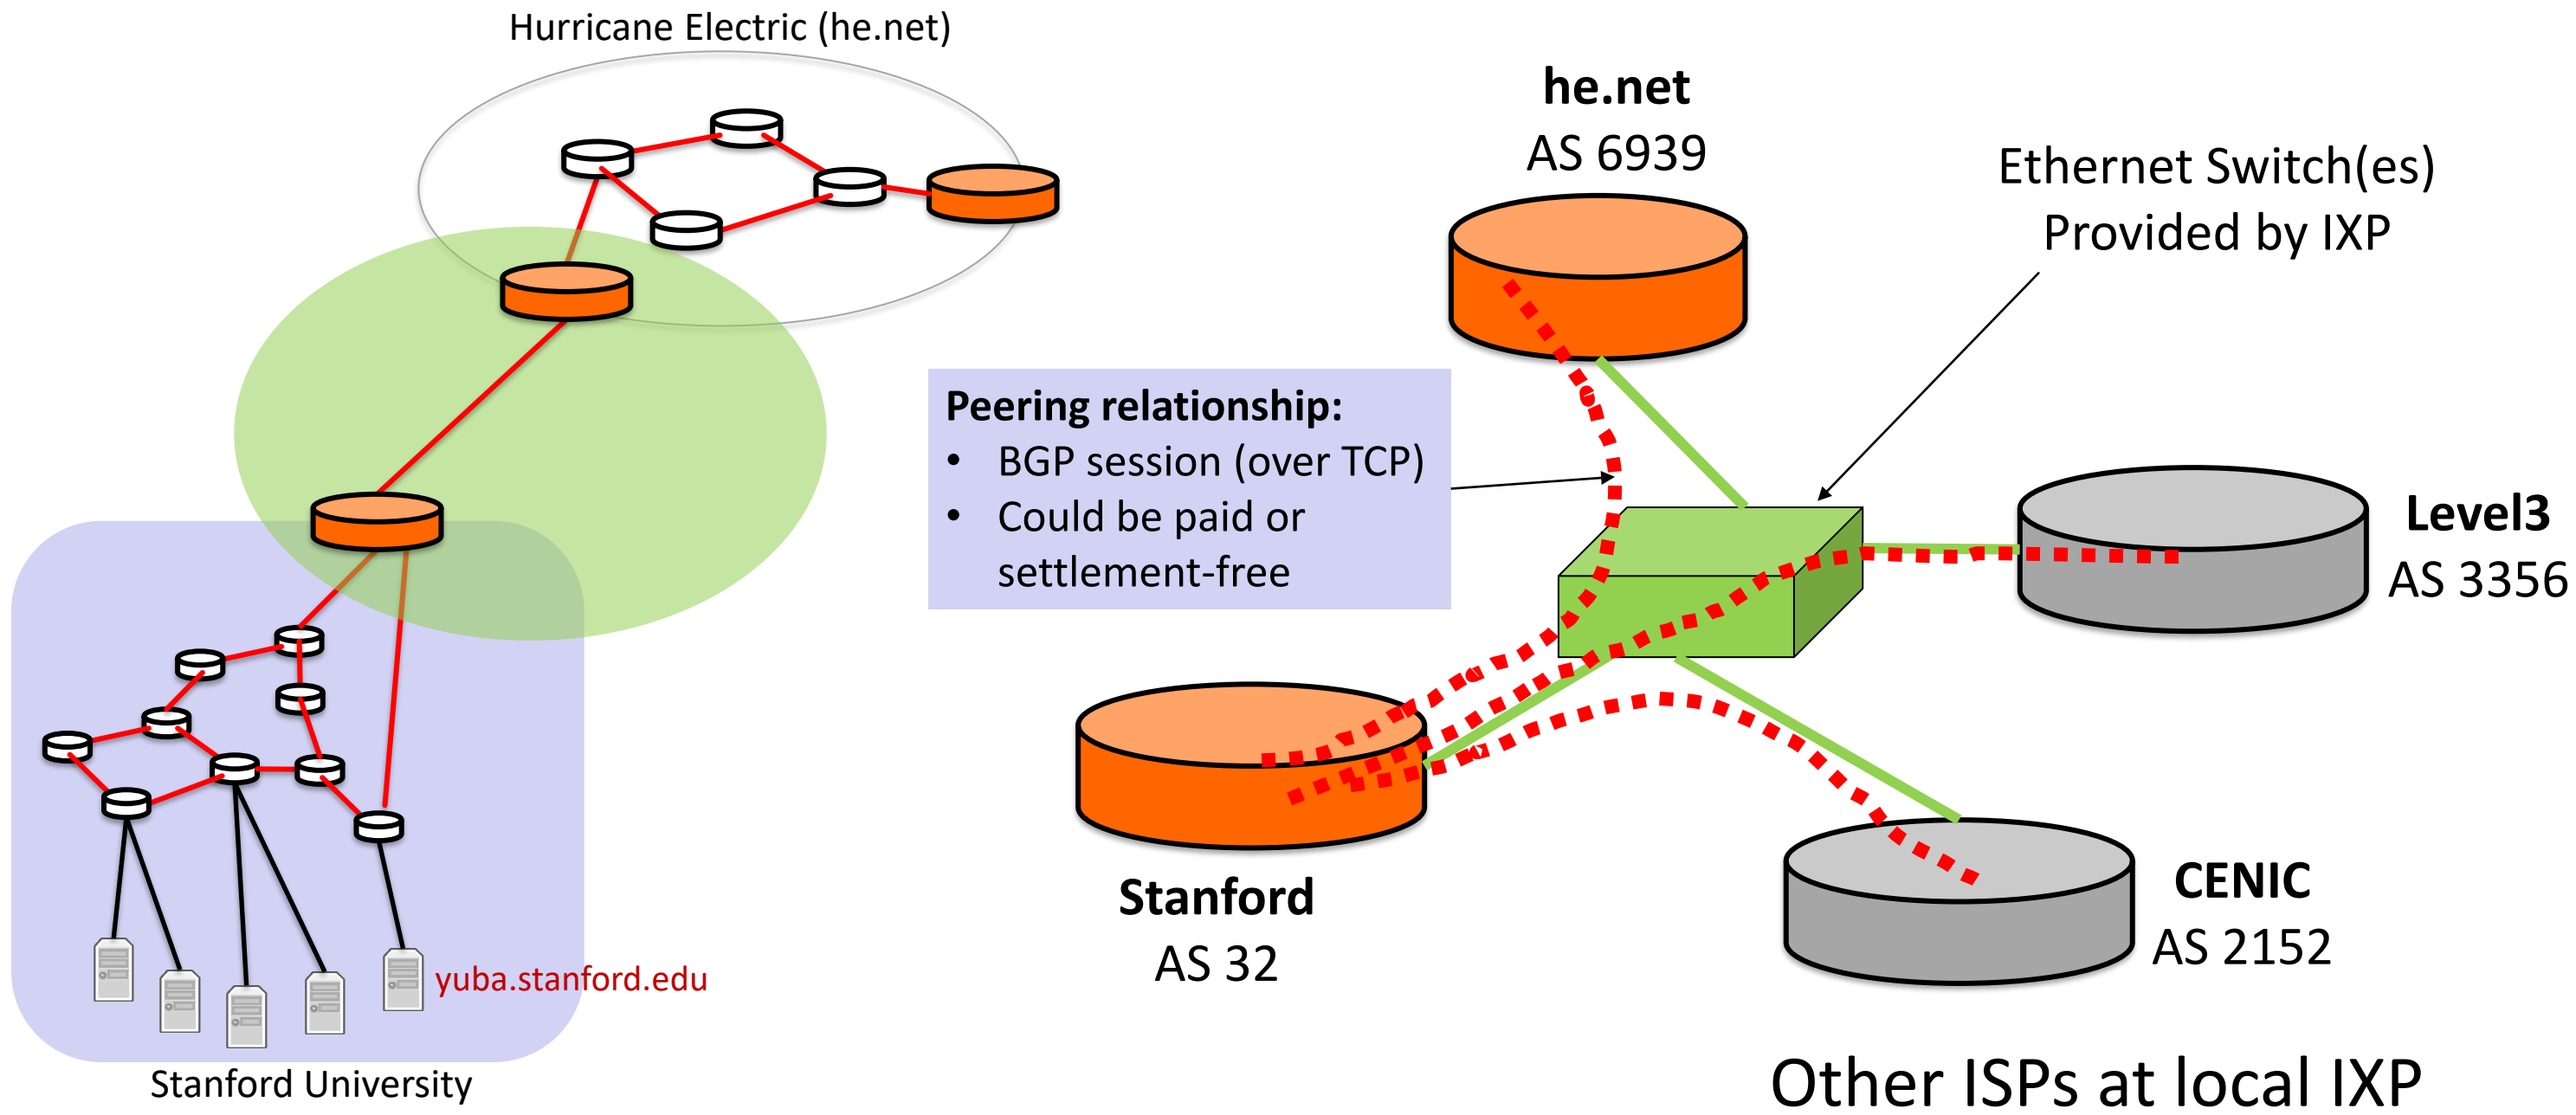 Hurricane Electric (he.net)
yuba.stanford.edu
Stanford University
he.net
AS 6939
Ethernet Switch(es)
Provided by IXP
Peering relationship:
• BGP session (over TCP)
• Could be paid or
settlement-free
Level3
AS 3356
Stanford
AS 32
CENIC
AS 2152
Other ISPs at local IXP